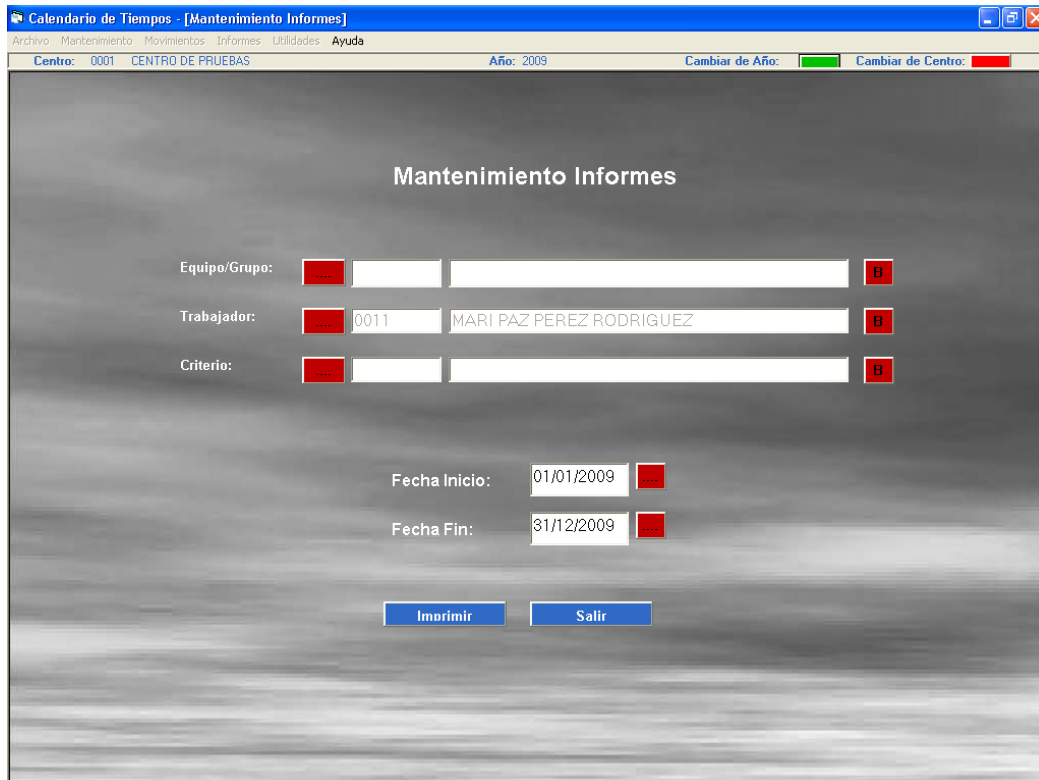 Calendario de Tiempos - [Mantenimiento Informes]
Archivo Mantenimiento Movimientos Informes Utilidades Ayuda
Centro: 0001 CENTRO DE PRUEBAS Año: 2009 Cambiar de Año: Cambiar de Centro:
Mantenimiento Informes
Equipo/Grupo: .... B
Trabajador: .... 0011 MARI PAZ PEREZ RODRIGUEZ B
Criterio: .... B
Fecha Inicio: 01/01/2009 ....
Fecha Fin: 31/12/2009 ....
Imprimir Salir